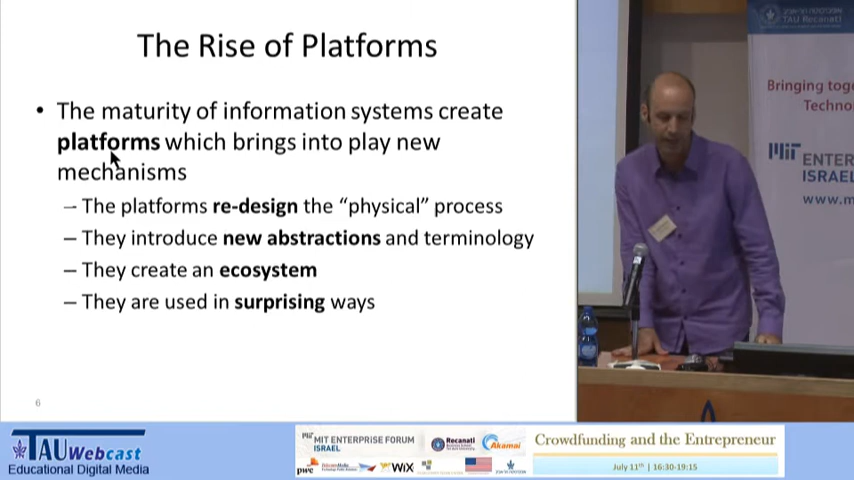 The Rise of Platforms
• The maturity of information systems create
platforms which brings into play new
mechanisms
– The platforms re-design the “physical” process
– They introduce new abstractions and terminology
– They create an ecosystem
– They are used in surprising ways
6
TAU Recanati
Bringing toge
Techno
MIT ENTER
ISRAEL
www.m
TAU Webcast
Educational Digital Media
MIT ENTERPRISE FORUM
ISRAEL
Recanati
Akamai
pwc
WiX
Crowdfunding and the Entrepreneur
July 11th | 16:30-19:15